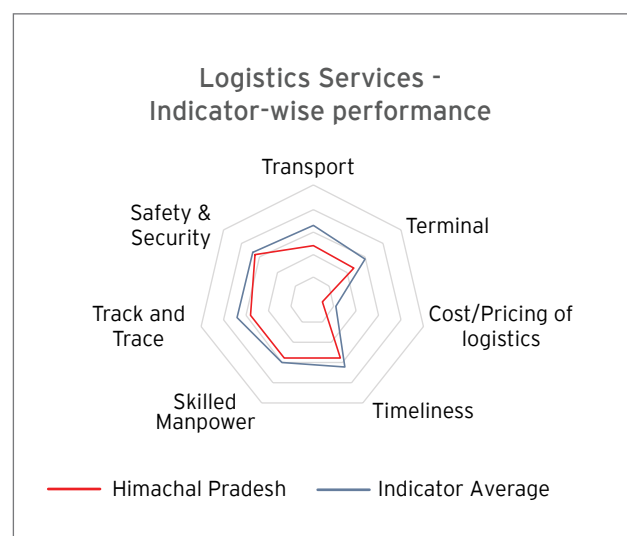 Logistics Services -
Indicator-wise performance
Transport
Safety &
Security
Terminal
Track and
Trace
Cost/Pricing of
logistics
Skilled
Manpower
Timeliness
Himachal Pradesh
Indicator Average